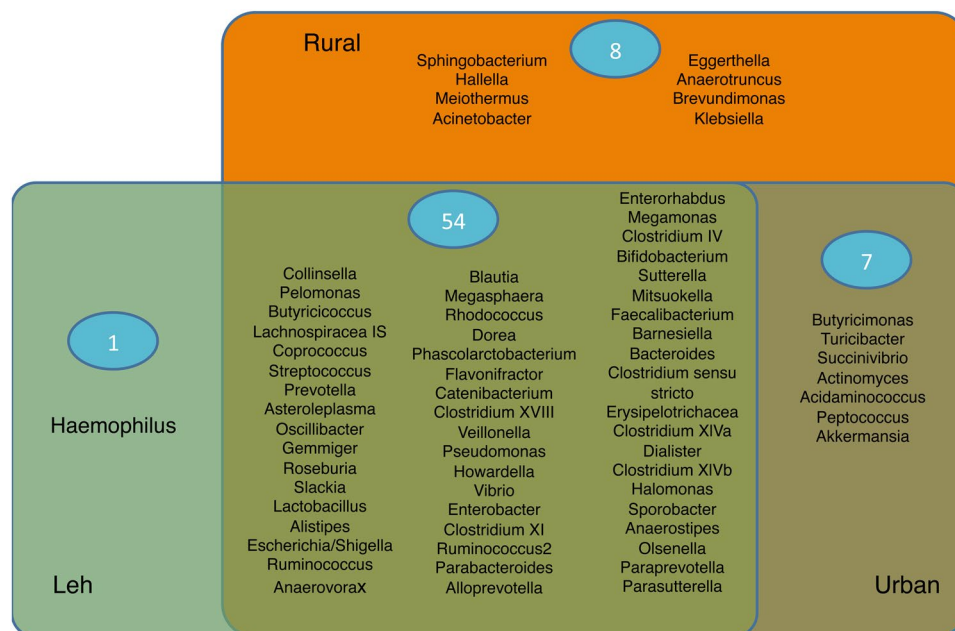 Rural
8
Sphingobacterium
Hallella
Meiothermus
Acinetobacter
Eggerthella
Anaerotruncus
Brevundimonas
Klebsiella
1
Haemophilus
Leh
54
Collinsella
Pelomonas
Butyricicoccus
Lachnospiracea IS
Coprococcus
Streptococcus
Prevotella
Asteroleplasma
Oscillibacter
Gemmiger
Roseburia
Slackia
Lactobacillus
Alistipes
Escherichia/Shigella
Ruminococcus
Anaerovorax
Blautia
Megasphaera
Rhodococcus
Dorea
Phascolarctobacterium
Flavonifractor
Catenibacterium
Clostridium XVIII
Veillonella
Pseudomonas
Howardella
Vibrio
Enterobacter
Clostridium XI
Ruminococcus2
Parabacteroides
Alloprevotella
Enterorhabdus
Megamonas
Clostridium IV
Bifidobacterium
Sutterella
Mitsuokella
Faecalibacterium
Barnesiella
Bacteroides
Clostridium sensu
stricto
Erysipelotrichacea
Clostridium XIVa
Dialister
Clostridium XIVb
Halomonas
Sporobacter
Anaerostipes
Olsenella
Paraprevotella
Parasutterella
7
Butyricimonas
Turicibacter
Succinivibrio
Actinomyces
Acidaminococcus
Peptococcus
Akkermansia
Urban